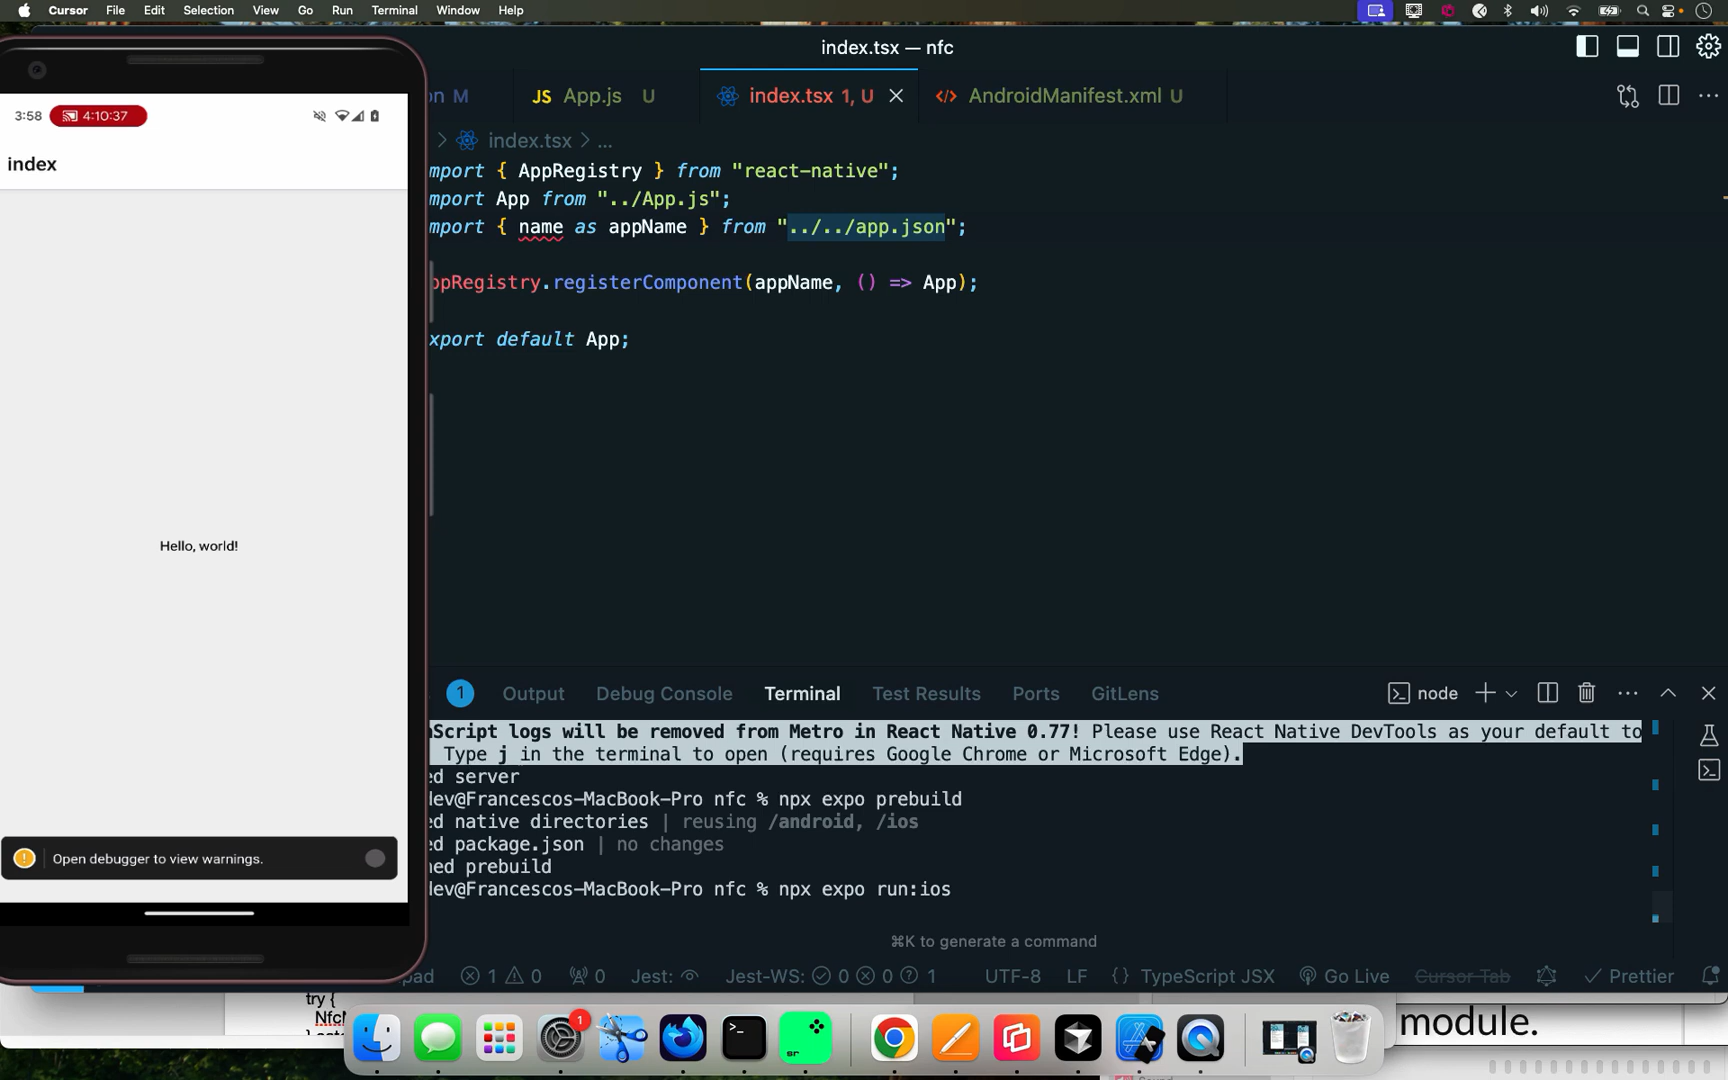 Cursor File Edit Selection View Go Run Terminal Window Help
index.tsx — nfc
on M JS App.js U index.tsx 1, U AndroidManifest.xml U
3:58 4:10:37
index.tsx > ...
index
mport { AppRegistry } from "react-native";
mport App from "../App.js";
mport { name as appName } from "../../app.json";
ppRegistry.registerComponent(appName, () => App);
xport default App;
Hello, world!
Open debugger to view warnings.
1 Output Debug Console Terminal Test Results Ports GitLens node
Script logs will be removed from Metro in React Native 0.77! Please use React Native DevTools as your default to
Type j in the terminal to open (requires Google Chrome or Microsoft Edge).
ed server
dev@Francescos-MacBook-Pro nfc % npx expo prebuild
ed native directories | reusing /android, /ios
ed package.json | no changes
hed prebuild
dev@Francescos-MacBook-Pro nfc % npx expo run:ios
⌘K to generate a command
pad 1 0 0 Jest: Jest-WS: 0 0 1 UTF-8 LF {} TypeScript JSX Go Live Cursor Tab Prettier
try {
module.
1
sr